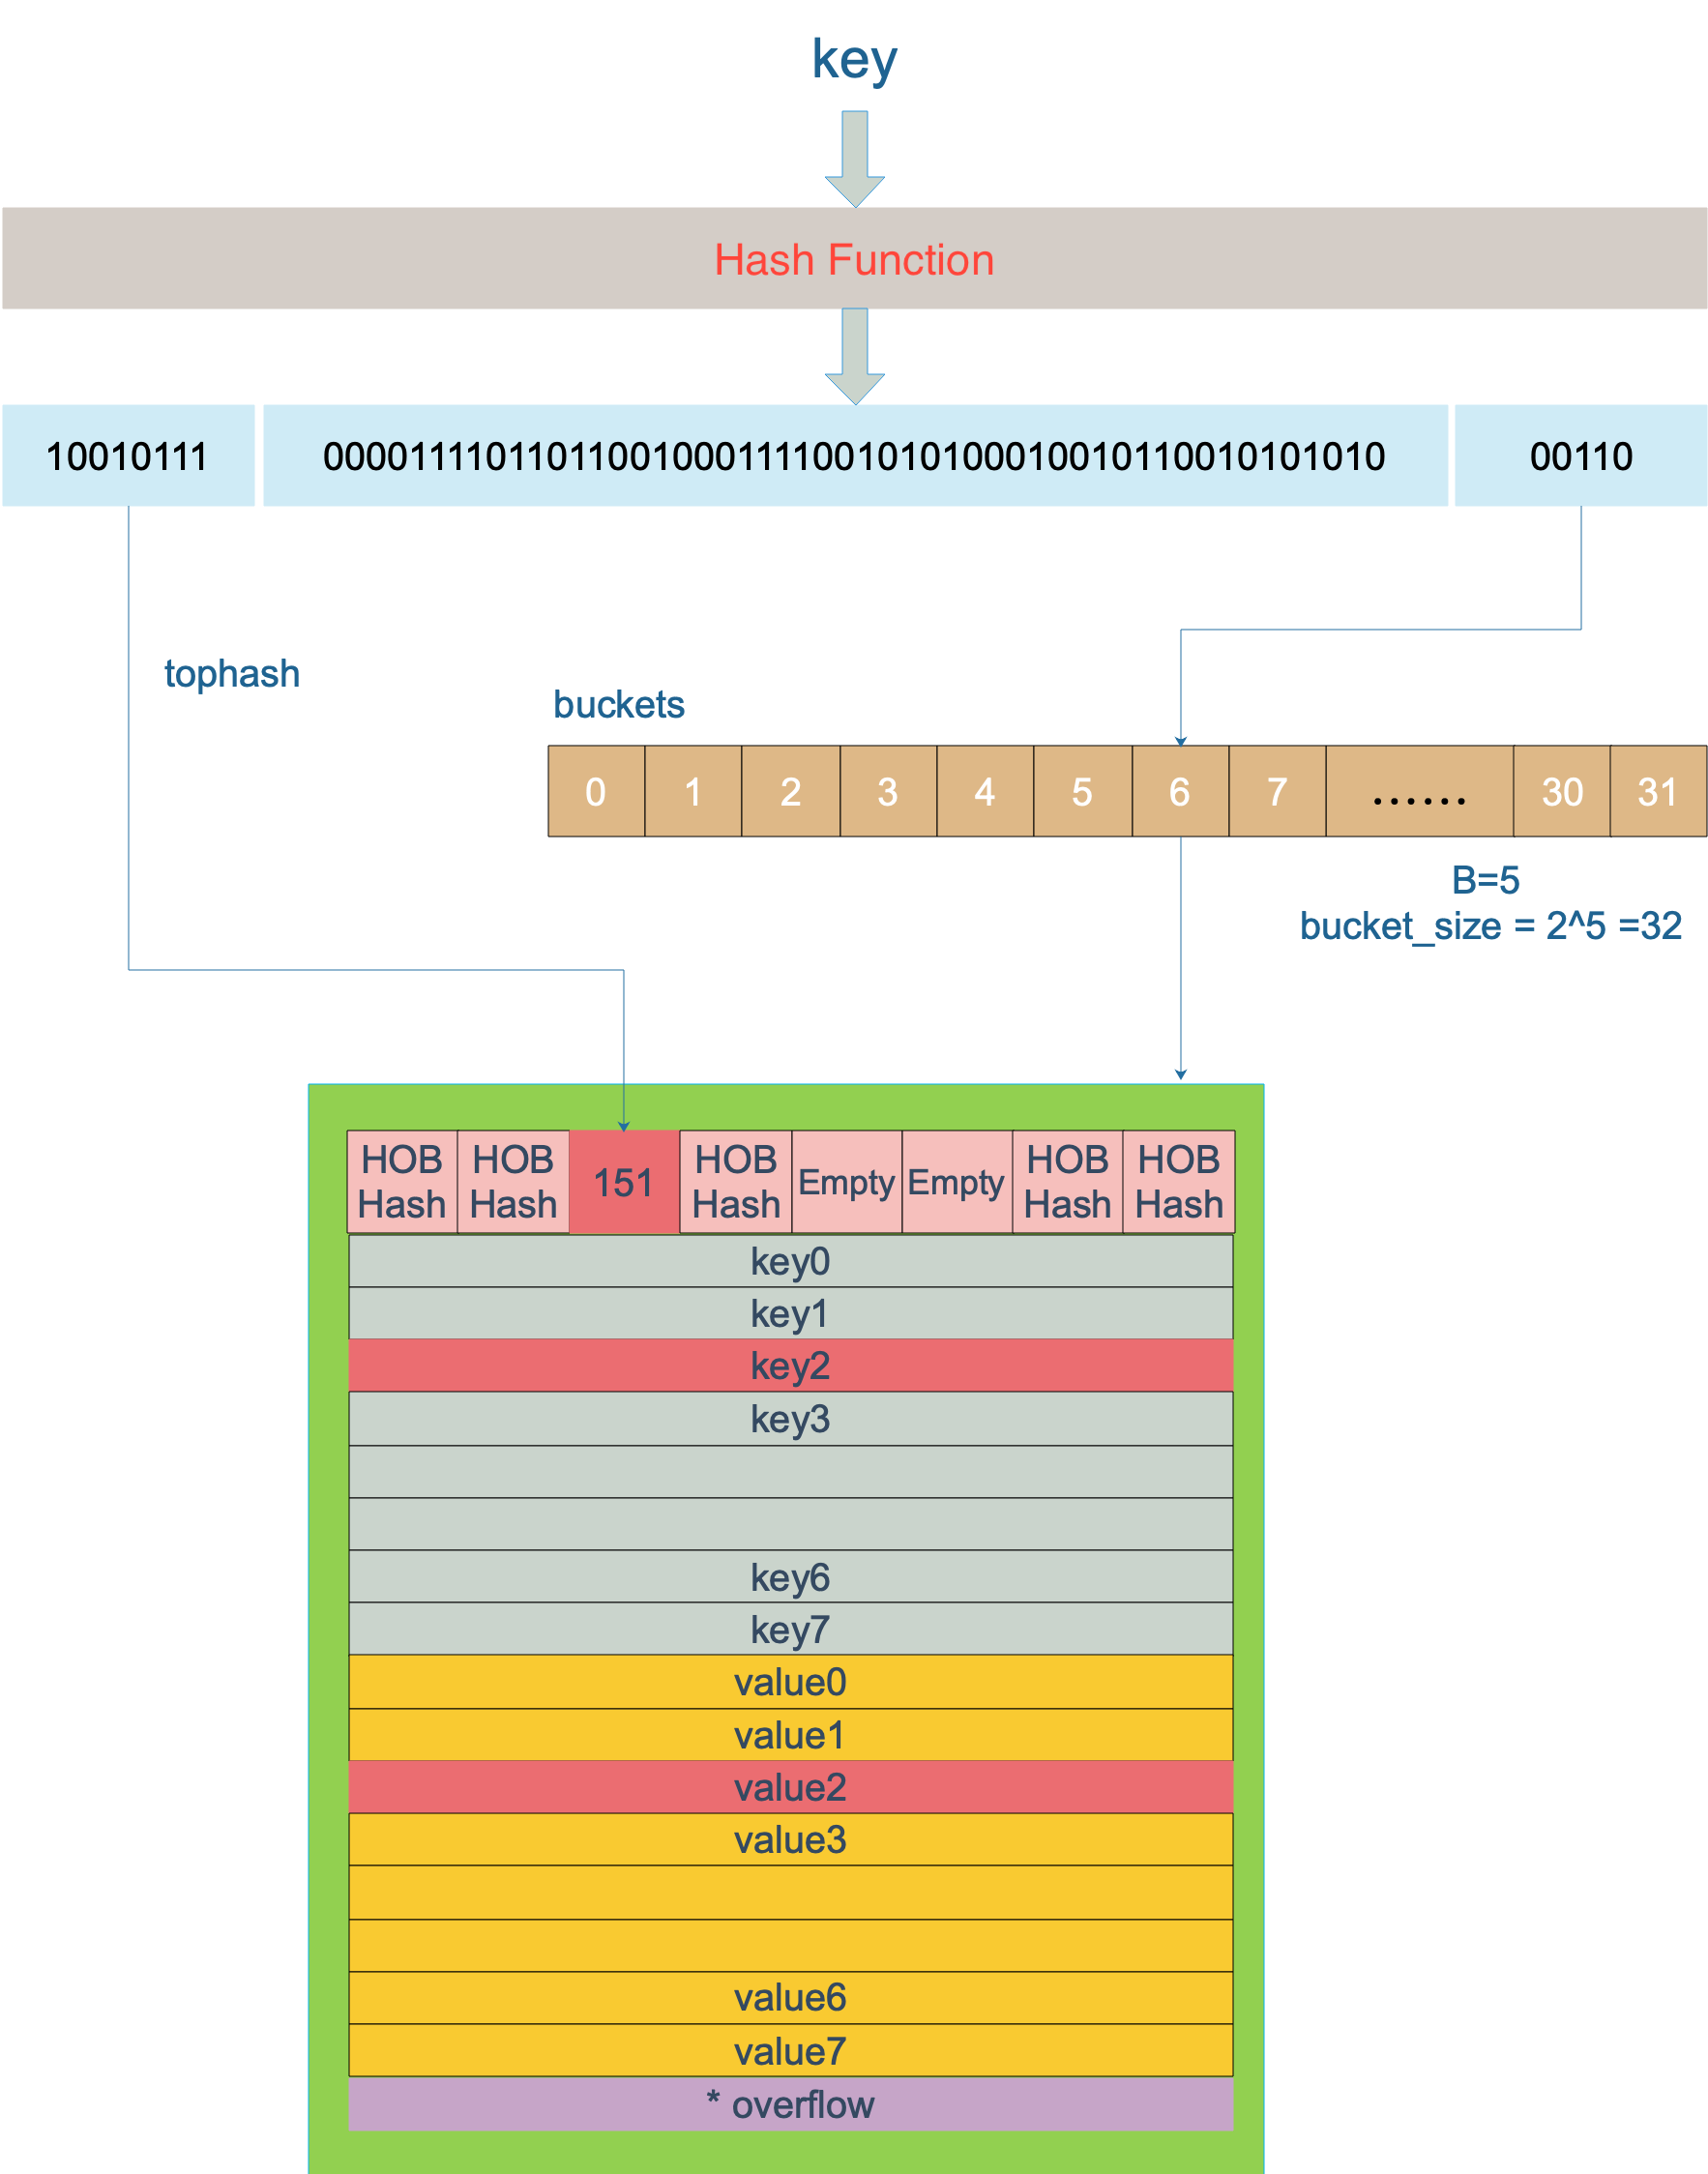 key
Hash Function
10010111 000011110110110010001111001010100010010110010101010 00110
tophash
buckets
0 1 2 3 4 5 6 7 ...... 30 31
B=5
bucket_size = 2^5 =32
HOB Hash HOB Hash 151 HOB Hash Empty Empty HOB Hash HOB Hash
key0
key1
key2
key3
key6
key7
value0
value1
value2
value3
value6
value7
* overflow